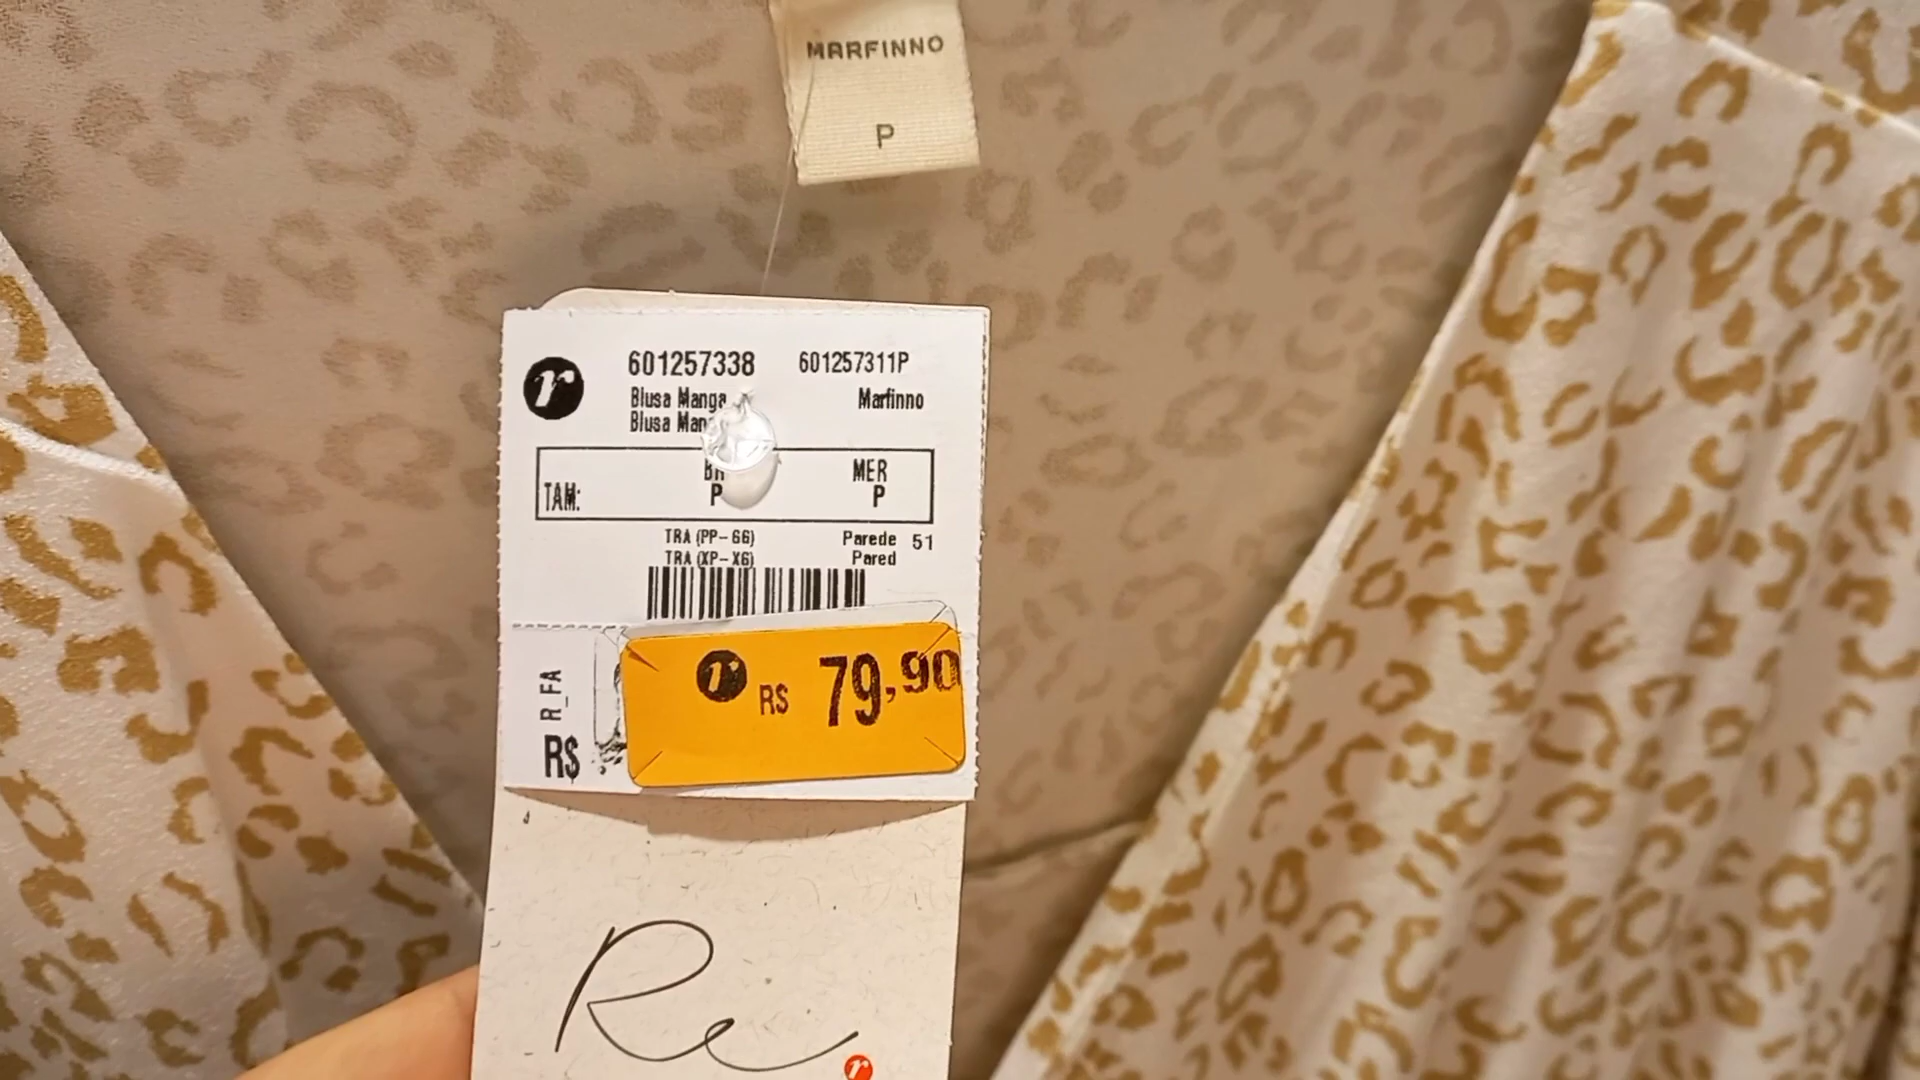 MARFINNO
P
601257338 601257311P
Blusa Manga Marfinno
Blusa
TAM: BR MER
P P
TRA (PP-GG) Parede 51
TRA (XP-XG) Pared
r R$ 79,90
R_FA
R$
Re
r